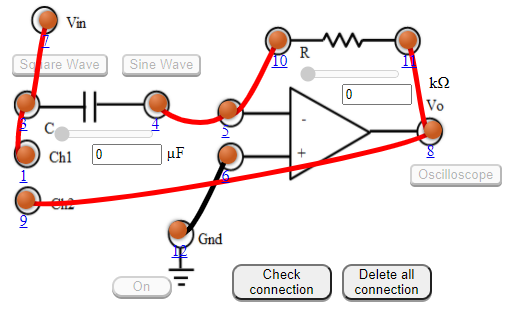 Vin
7
Square Wave
Sine Wave
R
10
11
0
kΩ
3
C
4
5
-
Vo
1
Ch1
0
μF
6
+
8
Oscilloscope
9
Ch2
12
Gnd
On
Check
connection
Delete all
connection